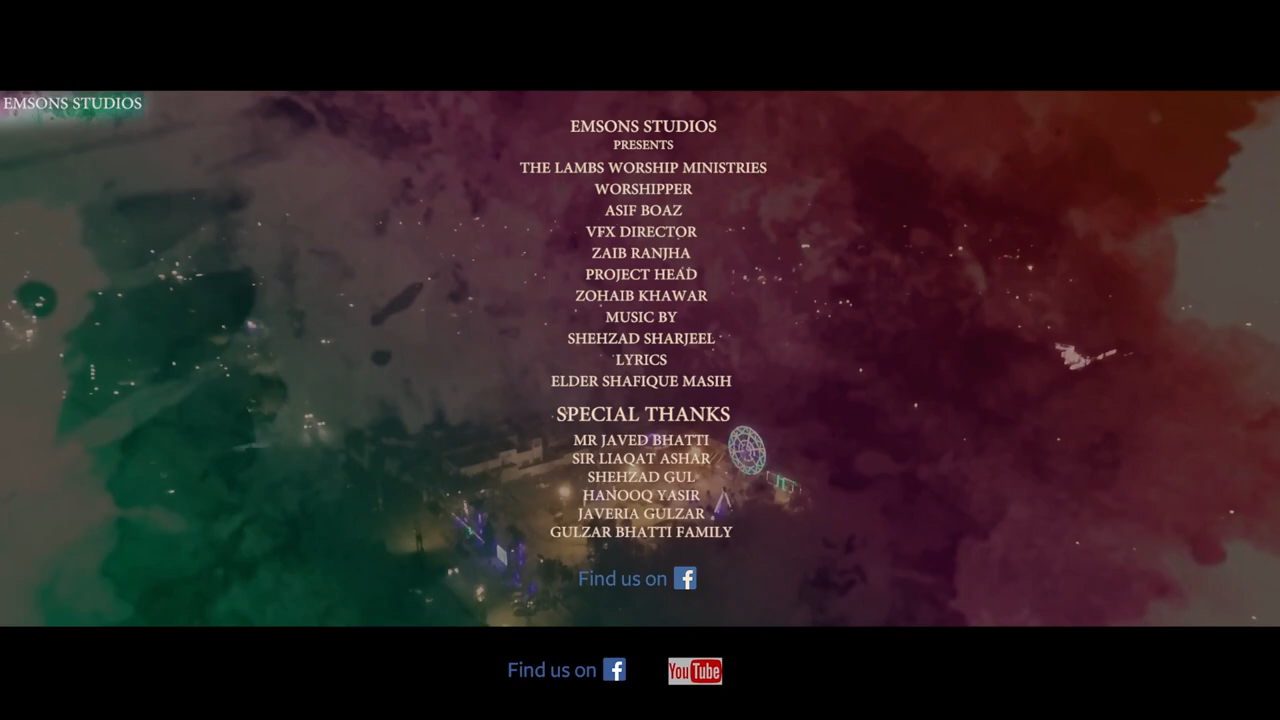 EMSONS STUDIOS
EMSONS STUDIOS
PRESENTS
THE LAMBS WORSHIP MINISTRIES
WORSHIPPER
ASIF BOAZ
VFX DIRECTOR
ZAIB RANJHA
PROJECT HEAD
ZOHAIB KHAWAR
MUSIC BY
SHEHZAD SHARJEEL
LYRICS
ELDER SHAFIQUE MASIH
SPECIAL THANKS
MR JAVED BHATTI
SIR LIAQAT ASHAR
SHEHZAD GUL
HANOOQ YASIR
JAVERIA GULZAR
GULZAR BHATTI FAMILY
Find us on f
Find us on f YouTube